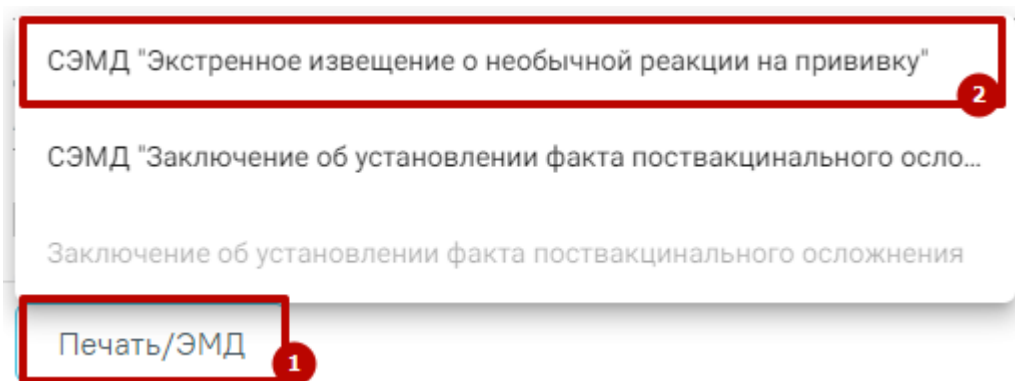 СЭМД "Экстренное извещение о необычной реакции на прививку"
2
СЭМД "Заключение об установлении факта поствакцинального осло...
Заключение об установлении факта поствакцинального осложнения
Печать/ЭМД
1